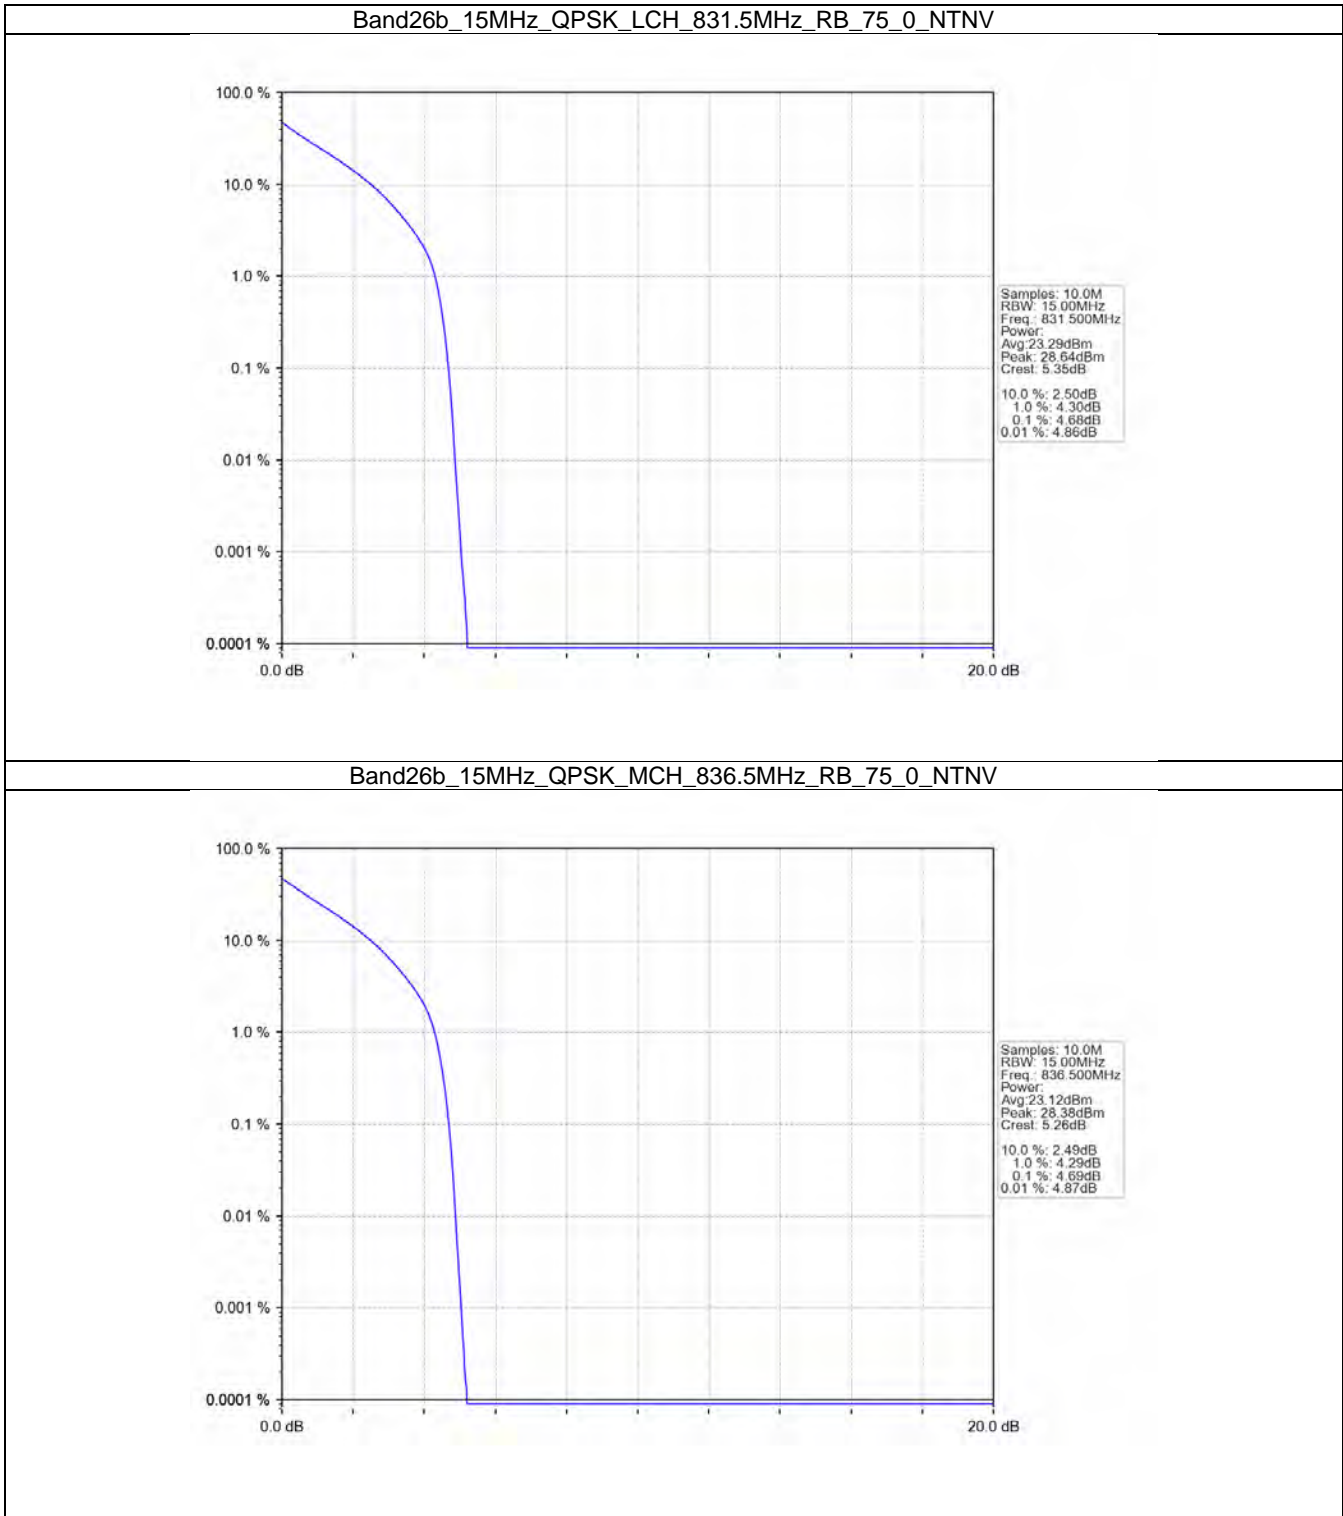 Band26b_15MHz_QPSK_LCH_831.5MHz_RB_75_0_NTNV
100.0 %
10.0 %
1.0 %
0.1 %
0.01 %
0.001 %
0.0001 %
0.0 dB
20.0 dB
Samples: 10.0M
RBW: 15.00MHz
Freq.: 831.500MHz
Power:
Avg:23.29dBm
Peak: 28.64dBm
Crest: 5.35dB
10.0 %: 2.50dB
1.0 %: 4.30dB
0.1 %: 4.68dB
0.01 %: 4.86dB
Band26b_15MHz_QPSK_MCH_836.5MHz_RB_75_0_NTNV
100.0 %
10.0 %
1.0 %
0.1 %
0.01 %
0.001 %
0.0001 %
0.0 dB
20.0 dB
Samples: 10.0M
RBW: 15.00MHz
Freq.: 836.500MHz
Power:
Avg:23.12dBm
Peak: 28.38dBm
Crest: 5.26dB
10.0 %: 2.49dB
1.0 %: 4.29dB
0.1 %: 4.69dB
0.01 %: 4.87dB